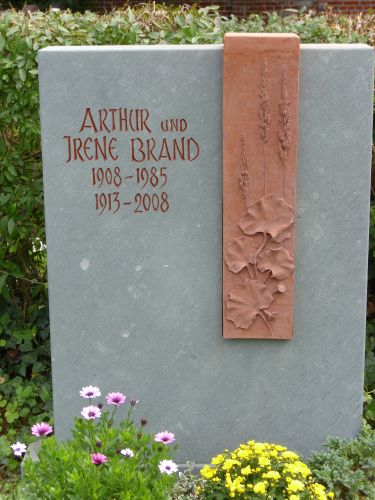 ARTHUR UND
IRENE BRAND
1908-1985
1913-2008